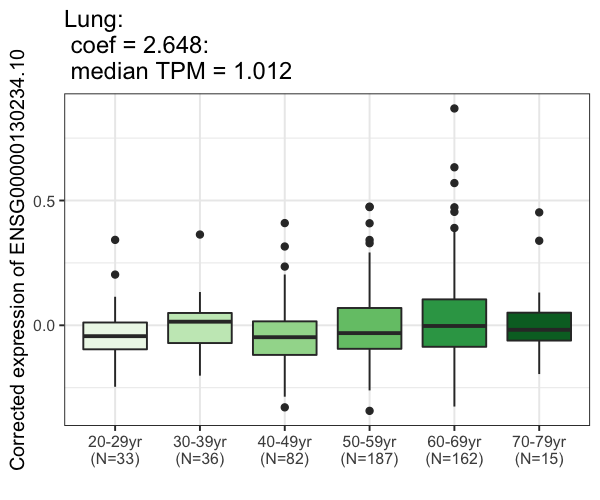 Lung:
coef = 2.648:
median TPM = 1.012
Corrected expression of ENSG00000130234.10
0.5
0.0
20-29yr 30-39yr 40-49yr 50-59yr 60-69yr 70-79yr
(N=33) (N=36) (N=82) (N=187) (N=162) (N=15)